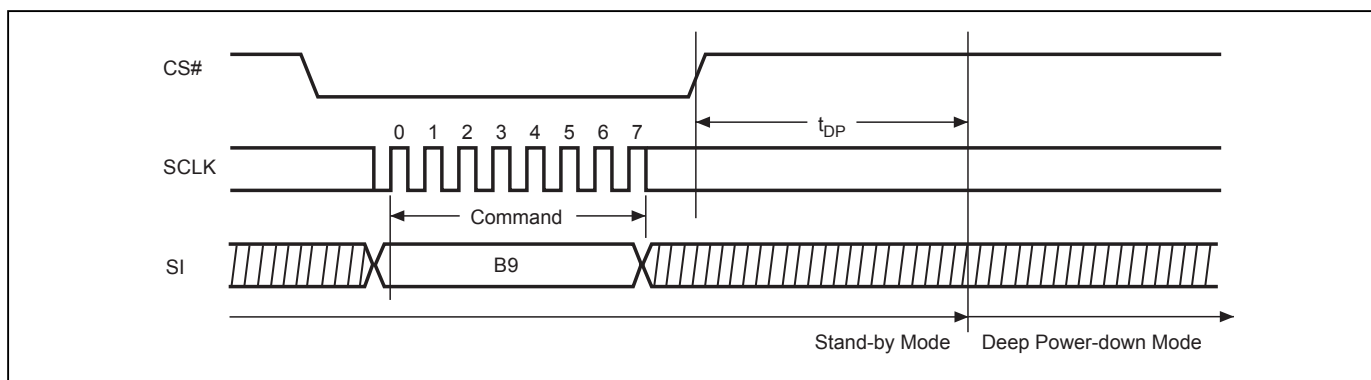 CS#
tDP
0 1 2 3 4 5 6 7
SCLK
Command
SI
B9
Stand-by Mode
Deep Power-down Mode